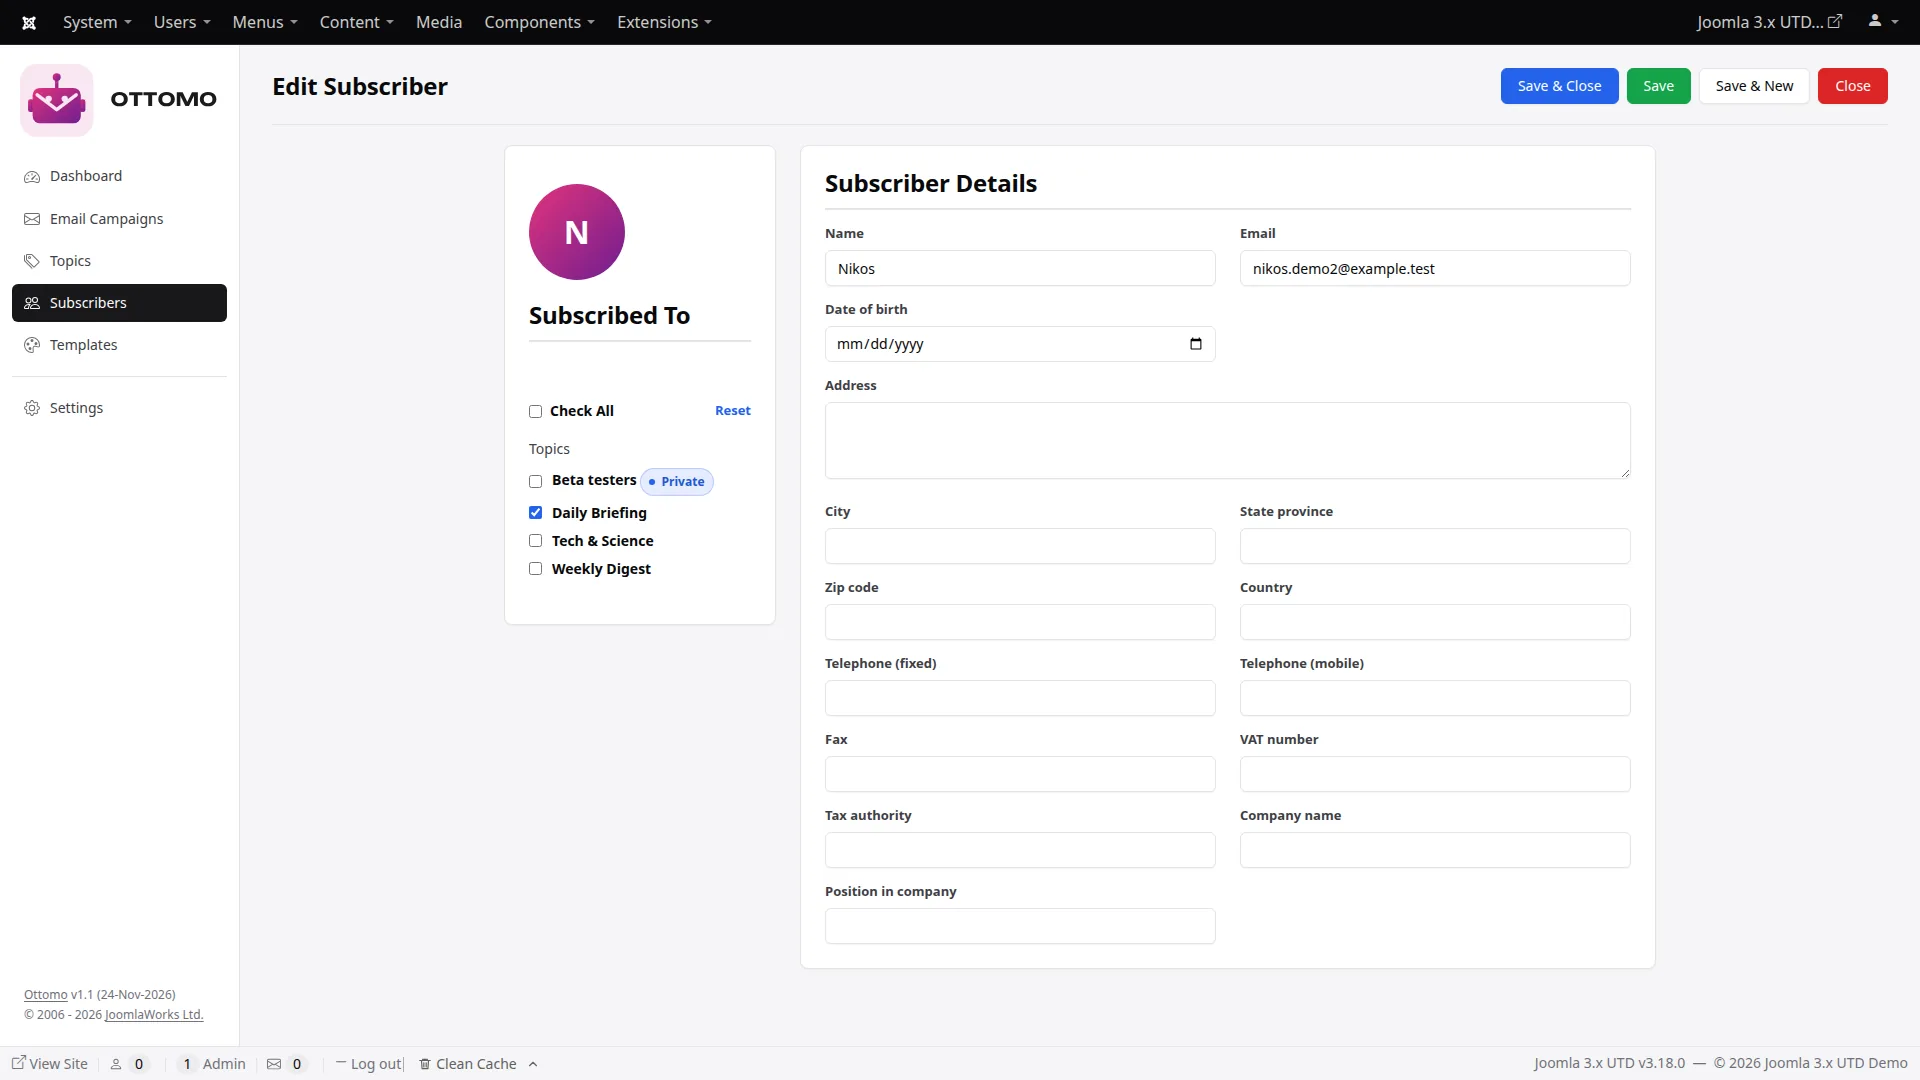 System Users Menus Content Media Components Extensions Joomla 3.x UTD...
OTTOMO
Dashboard
Email Campaigns
Topics
Subscribers
Templates
Settings
Ottomo v1.1 (24-Nov-2026)
© 2006 - 2026 JoomlaWorks Ltd.
Edit Subscriber
Save & Close Save Save & New Close
N
Subscribed To
Check All Reset
Topics
Beta testers Private
Daily Briefing
Tech & Science
Weekly Digest
Subscriber Details
Name Email
Nikos nikos.demo2@example.test
Date of birth
mm/dd/yyyy
Address
City State province
Zip code Country
Telephone (fixed) Telephone (mobile)
Fax VAT number
Tax authority Company name
Position in company
View Site 0 1 Admin 0 Log out Clean Cache Joomla 3.x UTD v3.18.0 — © 2026 Joomla 3.x UTD Demo